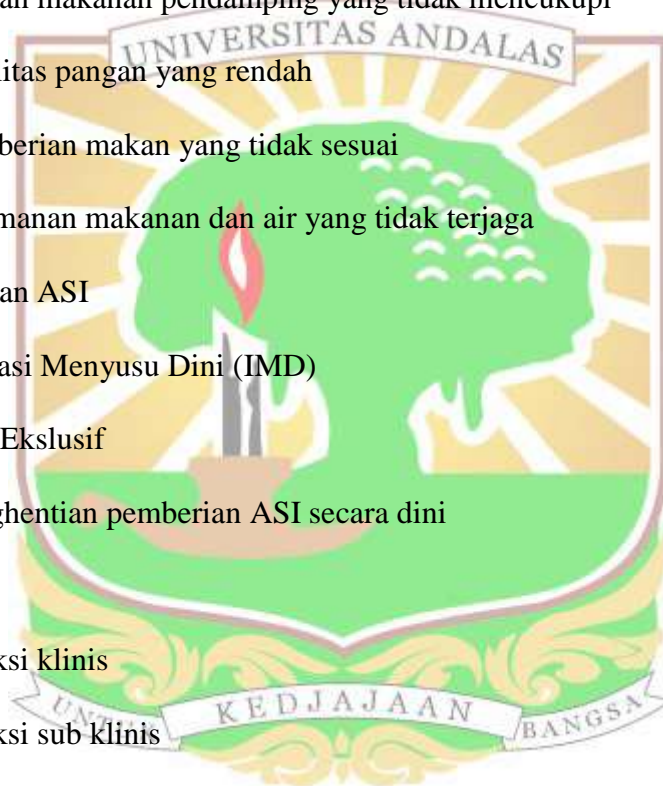 an makanan pendamping yang tidak mencukupi
UNIVERSITAS ANDALAS
itas pangan yang rendah
berian makan yang tidak sesuai
manan makanan dan air yang tidak terjaga
an ASI
asi Menyusu Dini (IMD)
Ekslusif
ghentian pemberian ASI secara dini
ksi klinis
UNTUK KEDJAJAAN BANGSA
ksi sub klinis